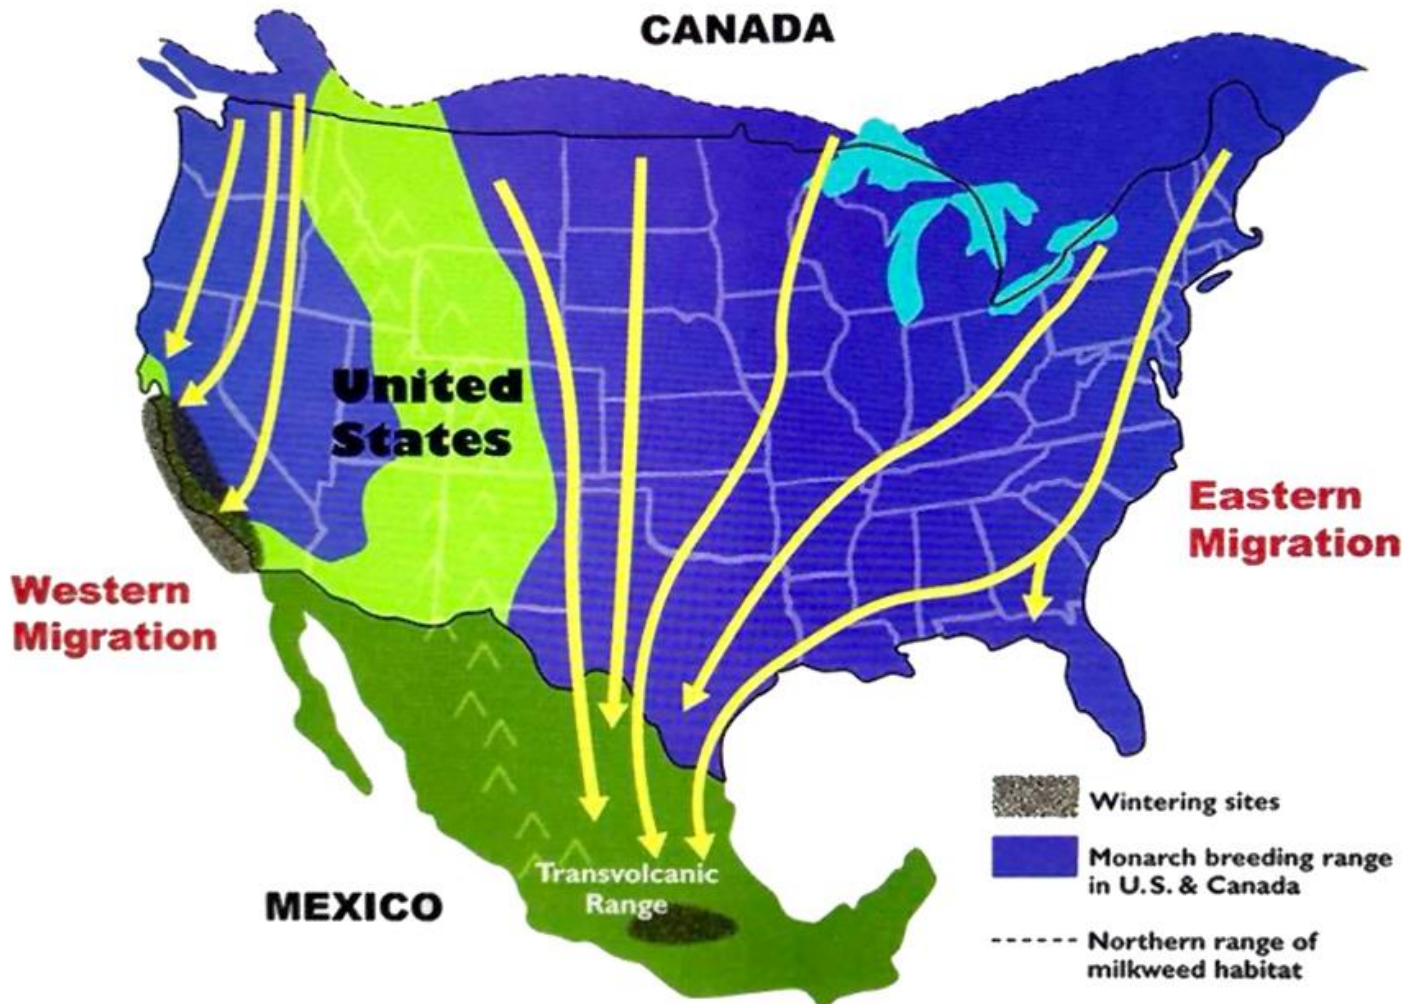 CANADA
United
States
Eastern
Migration
Western
Migration
Transvolcanic
Range
MEXICO
Wintering sites
Monarch breeding range
in U.S. & Canada
Northern range of
milkweed habitat